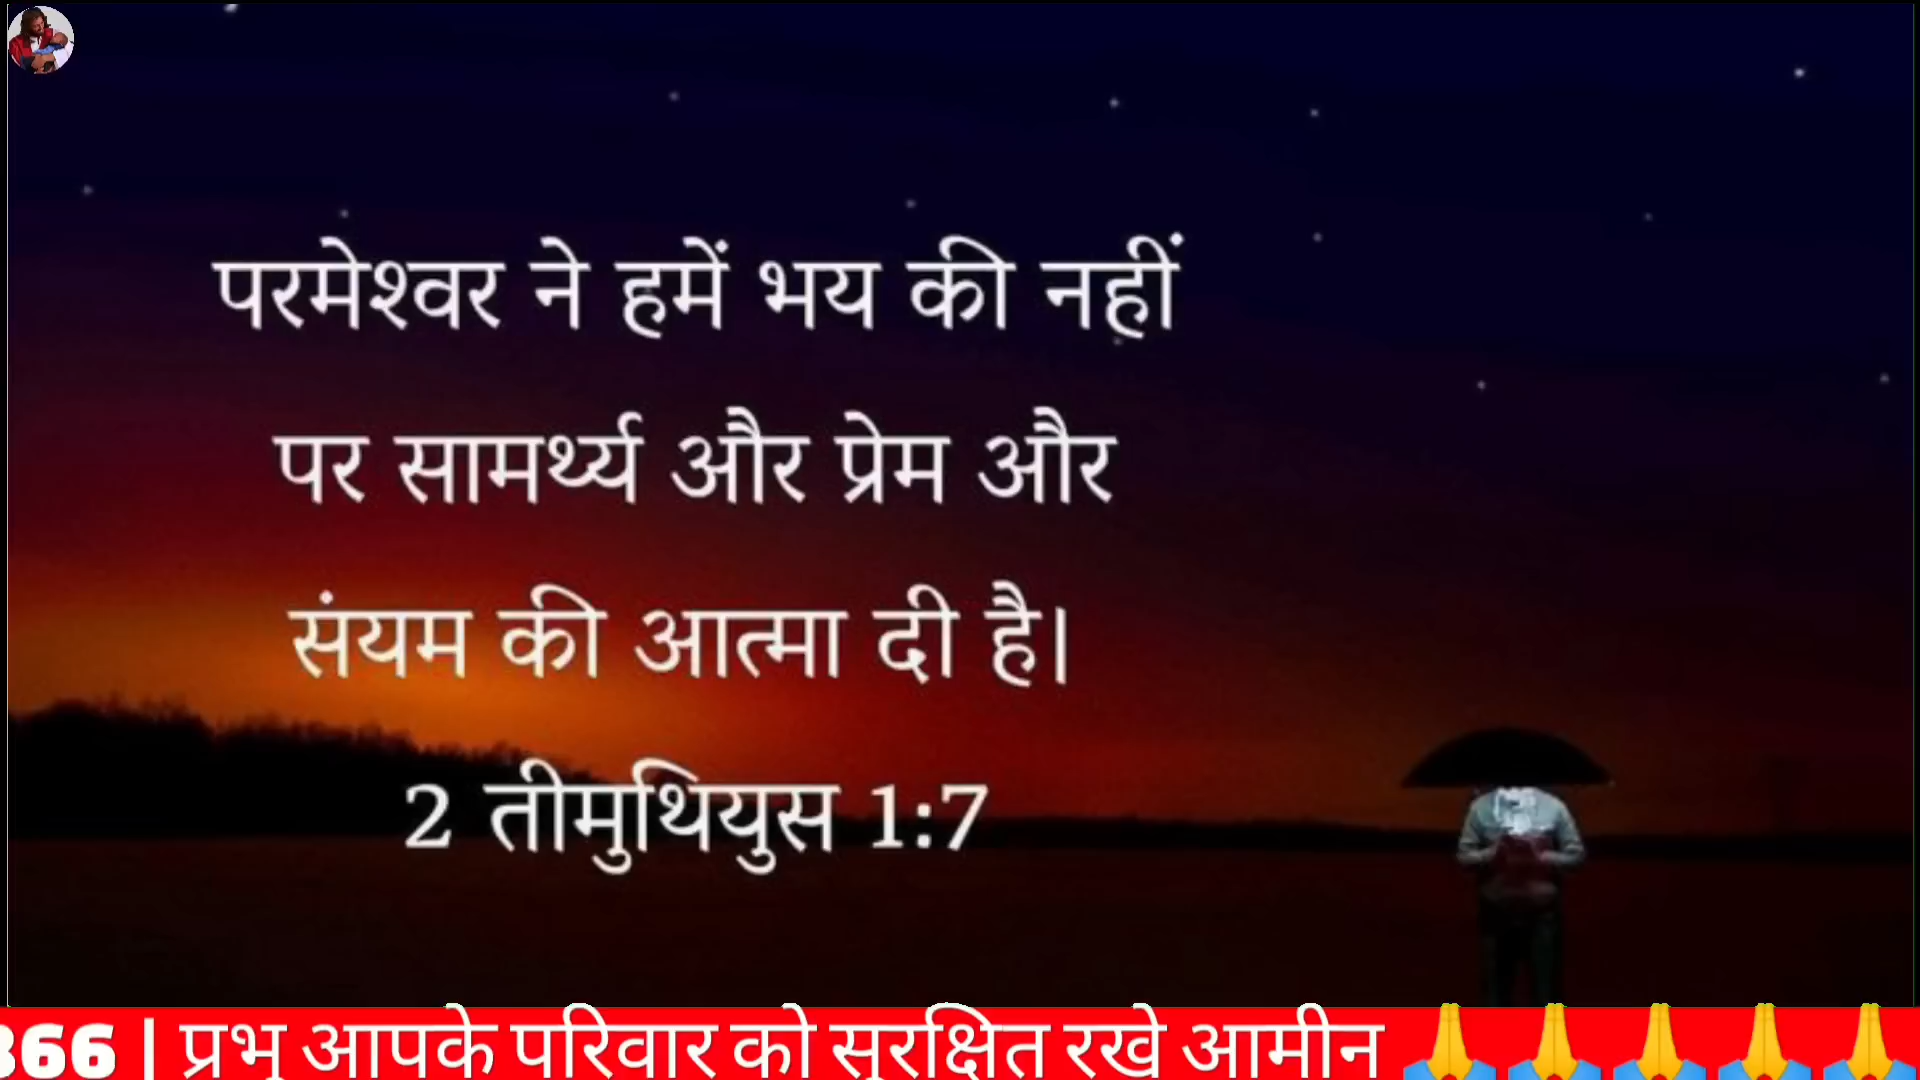 परमेश्वर ने हमें भय की नहीं
पर सामर्थ्य और प्रेम और
संयम की आत्मा दी है।
2 तीमुथियुस 1:7
366 | प्रभु आपके परिवार को सुरक्षित रखे आमीन 🙏🙏🙏🙏🙏